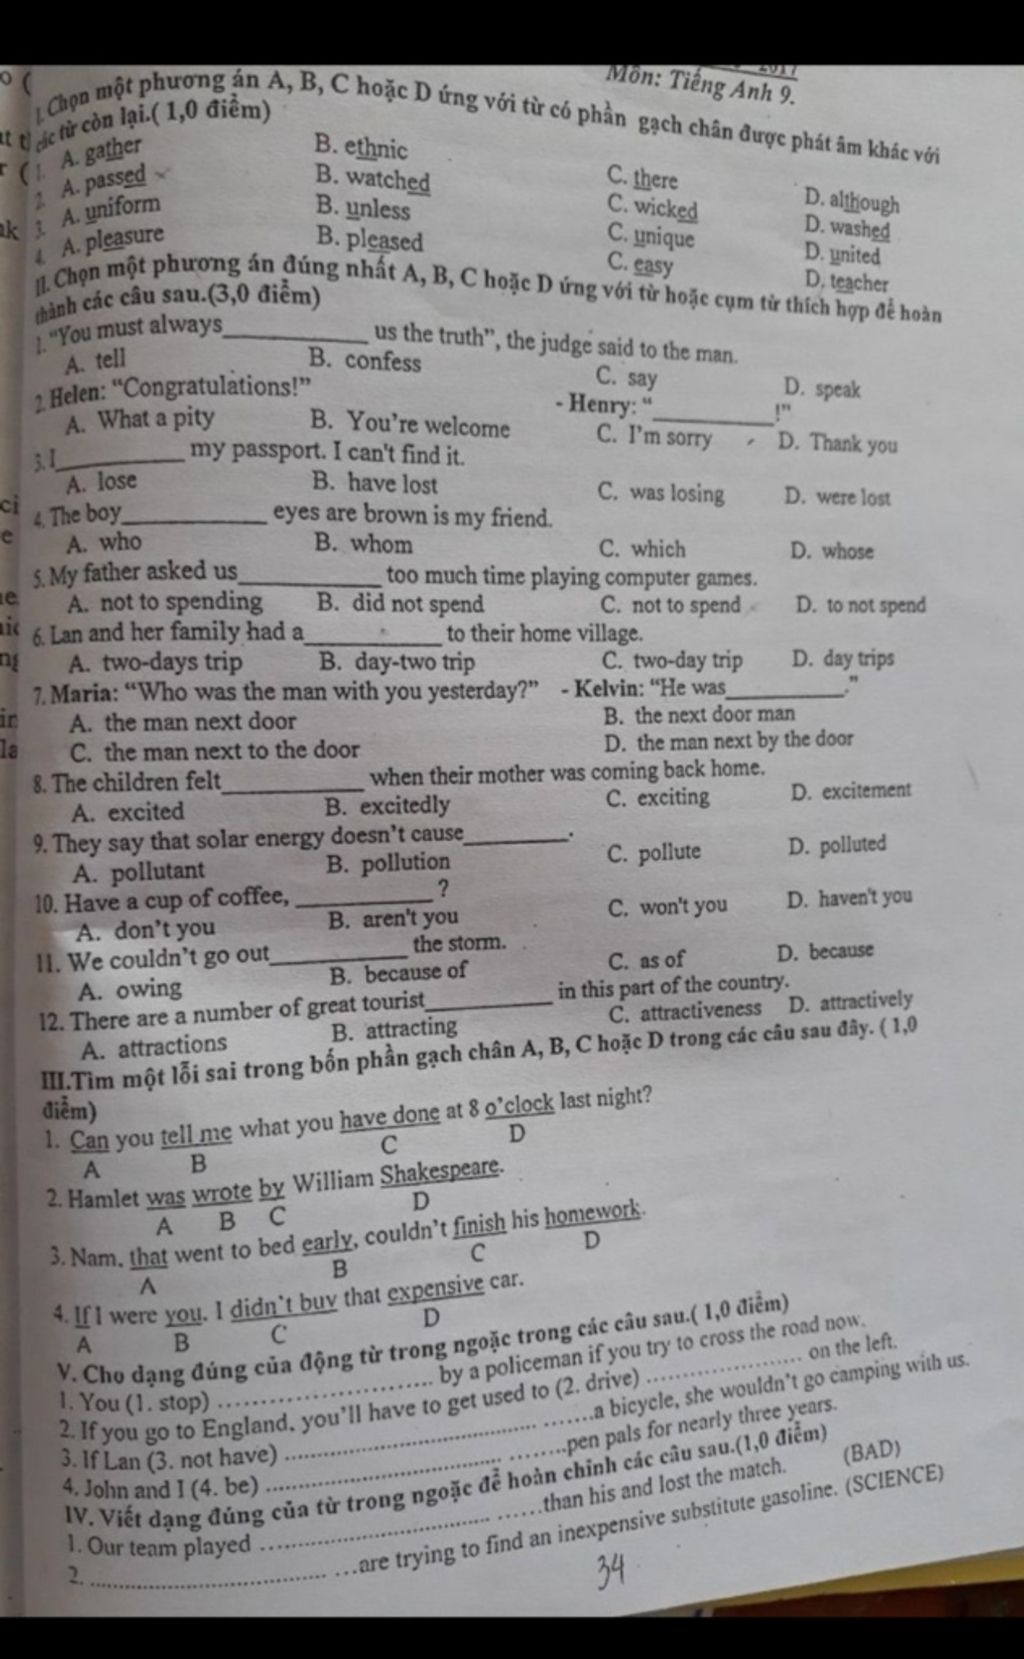 Môn: Tiếng Anh 9.
I. Chọn một phương án A, B, C hoặc D ứng với từ có phần gạch chân được phát âm khác với
các từ còn lại.( 1,0 điểm)
1. A. gather B. ethnic C. there D. although
2. A. passed B. watched C. wicked D. washed
3. A. uniform B. unless C. unique D. united
4. A. pleasure B. pleased C. easy D. teacher
II. Chọn một phương án đúng nhất A, B, C hoặc D ứng với từ hoặc cụm từ thích hợp để hoàn
thành các câu sau.(3,0 điểm)
1. "You must always__________ us the truth", the judge said to the man.
A. tell B. confess C. say D. speak
2. Helen: "Congratulations!" - Henry: "__________!"
A. What a pity B. You're welcome C. I'm sorry D. Thank you
3. I__________ my passport. I can't find it.
A. lose B. have lost C. was losing D. were lost
4. The boy__________ eyes are brown is my friend.
A. who B. whom C. which D. whose
5. My father asked us__________ too much time playing computer games.
A. not to spending B. did not spend C. not to spend D. to not spend
6. Lan and her family had a__________ to their home village.
A. two-days trip B. day-two trip C. two-day trip D. day trips
7. Maria: "Who was the man with you yesterday?" - Kelvin: "He was__________."
A. the man next door B. the next door man
C. the man next to the door D. the man next by the door
8. The children felt__________ when their mother was coming back home.
A. excited B. excitedly C. exciting D. excitement
9. They say that solar energy doesn't cause__________.
A. pollutant B. pollution C. pollute D. polluted
10. Have a cup of coffee, __________?
A. don't you B. aren't you C. won't you D. haven't you
11. We couldn't go out__________ the storm.
A. owing B. because of C. as of D. because
12. There are a number of great tourist__________ in this part of the country.
A. attractions B. attracting C. attractiveness D. attractively
III.Tìm một lỗi sai trong bốn phần gạch chân A, B, C hoặc D trong các câu sau đây. ( 1,0
điểm)
1. Can you tell me what you have done at 8 o'clock last night?
A B C D
2. Hamlet was wrote by William Shakespeare.
A B C D
3. Nam, that went to bed early, couldn't finish his homework.
A B C D
4. If I were you, I didn't buy that expensive car.
A B C D
V. Cho dạng đúng của động từ trong ngoặc trong các câu sau.( 1,0 điểm)
1. You (1. stop) .............................. by a policeman if you try to cross the road now.
2. If you go to England, you'll have to get used to (2. drive) ...................... on the left.
3. If Lan (3. not have) ........................................a bicycle, she wouldn't go camping with us.
4. John and I (4. be) ........................................pen pals for nearly three years.
IV. Viết dạng đúng của từ trong ngoặc để hoàn chỉnh các câu sau.(1,0 điểm)
1. Our team played ........................................than his and lost the match. (BAD)
2. ........................................are trying to find an inexpensive substitute gasoline. (SCIENCE)
34